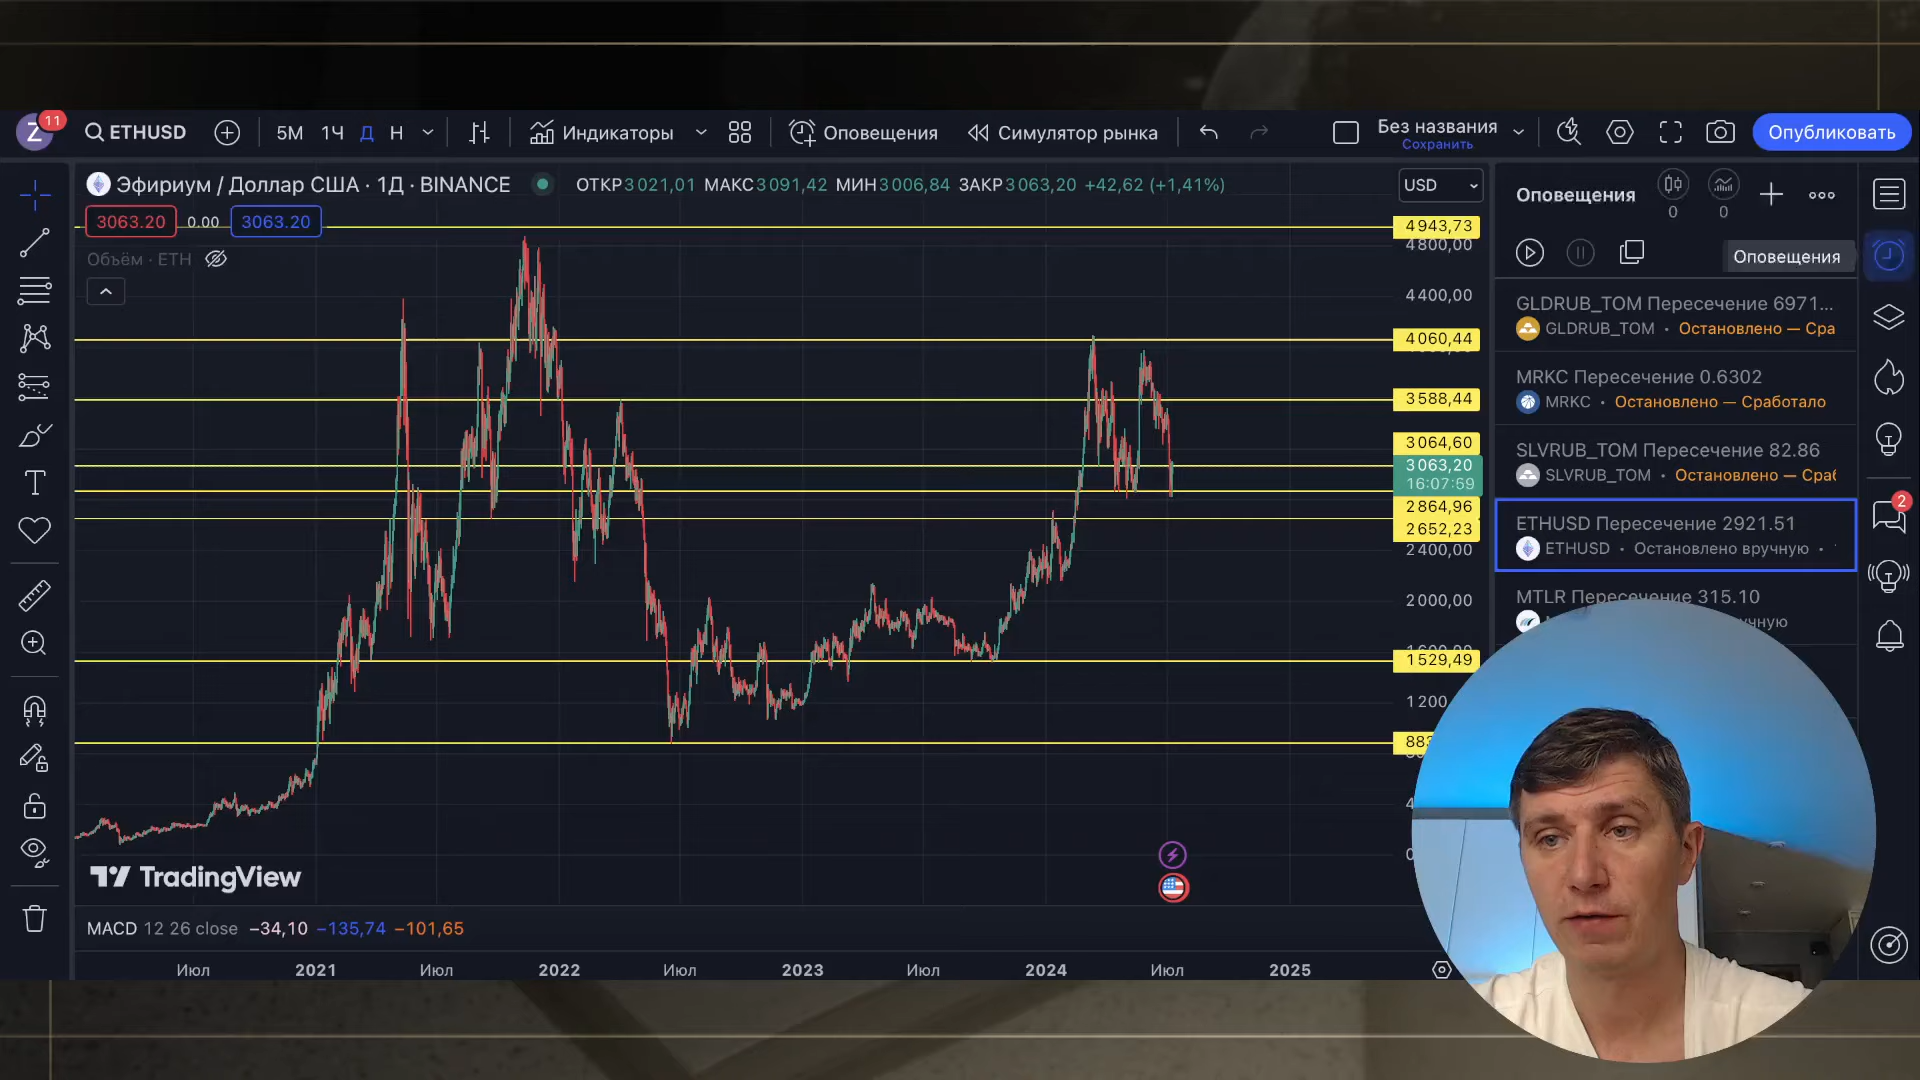 Z 11 ETHUSD 5М 1Ч Д Н Индикаторы Оповещения Симулятор рынка Без названия Опубликовать
Сохранить
Эфириум / Доллар США · 1Д · BINANCE ОТКР3021,01 МАКС3091,42 МИН3006,84 ЗАКР3063,20 +42,62 (+1,41%)
USD
3063.20 0.00 3063.20
Объём · ETH
4943,73
4800,00
4400,00
4060,44
3588,44
3064,60
3063,20
16:07:59
2864,96
2652,23
2400,00
2000,00
1529,49
1200
883
TradingView
MACD 12 26 close −34,10 −135,74 −101,65
Июл 2021 Июл 2022 Июл 2023 Июл 2024 Июл 2025
Оповещения
0 0
Оповещения
GLDRUB_TOM Пересечение 6971...
GLDRUB_TOM · Остановлено — Сра
MRKC Пересечение 0.6302
MRKC · Остановлено — Сработало
SLVRUB_TOM Пересечение 82.86
SLVRUB_TOM · Остановлено — Сраб
ETHUSD Пересечение 2921.51
ETHUSD · Остановлено вручную ·
MTLR Пересечение 315.10
2